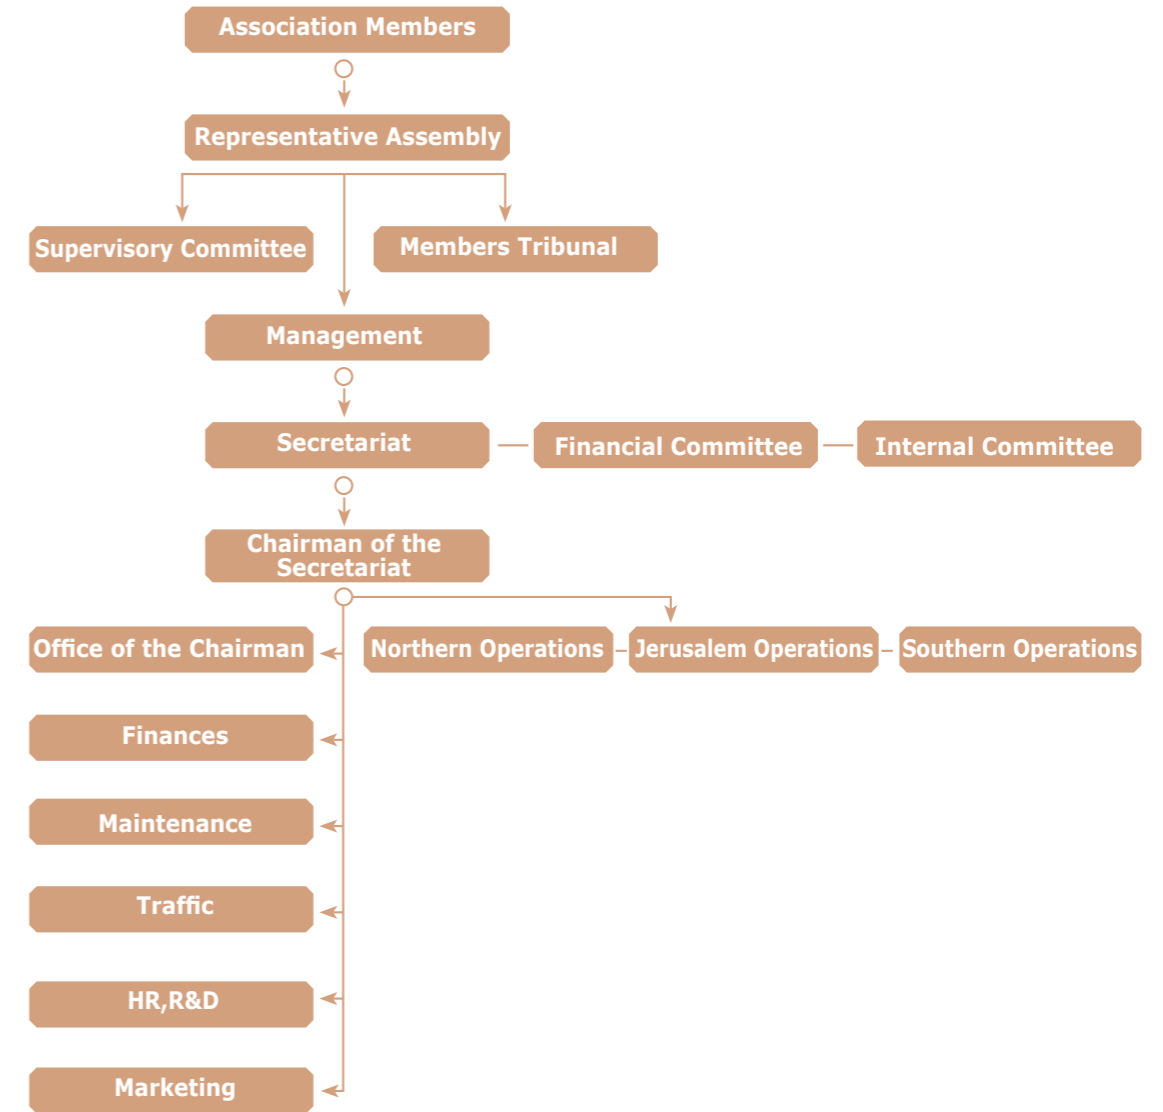 Association Members
Representative Assembly
Supervisory Committee
Members Tribunal
Management
Secretariat
Financial Committee
Internal Committee
Chairman of the
Secretariat
Office of the Chairman
Northern Operations
Jerusalem Operations
Southern Operations
Finances
Maintenance
Traffic
HR,R&D
Marketing